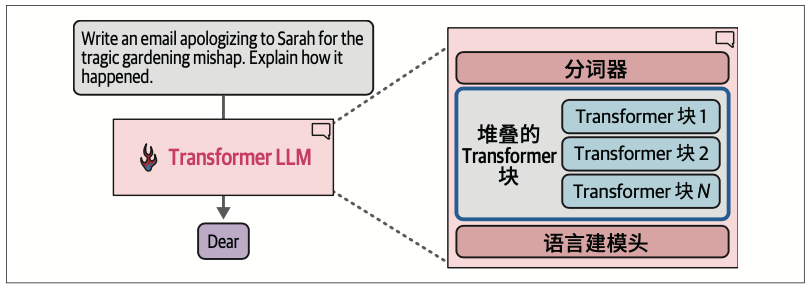 Write an email apologizing to Sarah for the
tragic gardening mishap. Explain how it
happened.
Transformer LLM
Dear
分词器
堆叠的
Transformer
块
Transformer 块 1
Transformer 块 2
Transformer 块 N
语言建模头